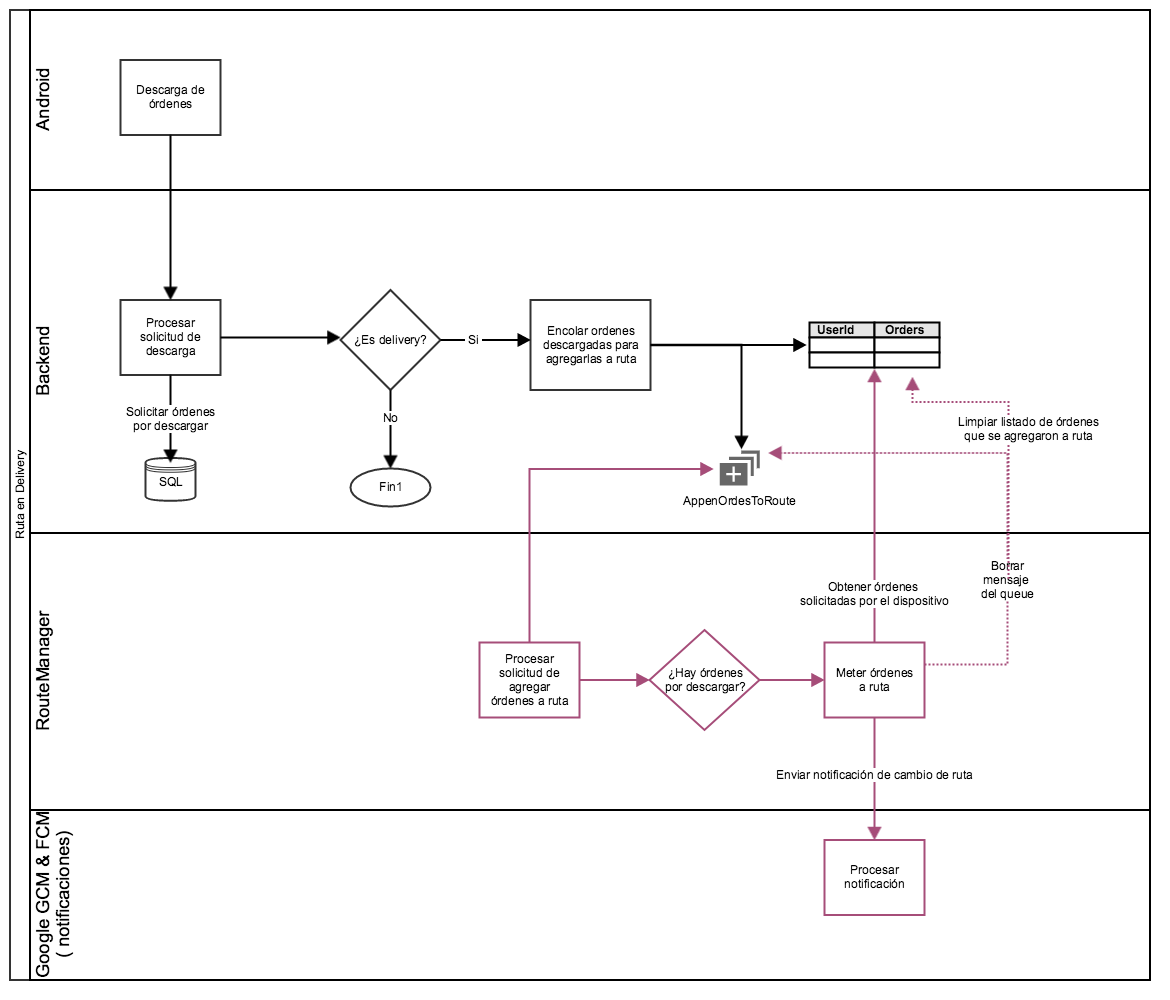 Ruta en Delivery
Android
Descarga de
órdenes
Backend
Procesar
solicitud de
descarga
¿Es delivery?
Si
Encolar ordenes
descargadas para
agregarlas a ruta
UserId
Orders
Solicitar órdenes
por descargar
No
Limpiar listado de órdenes
que se agregaron a ruta
SQL
Fin1
AppenOrdesToRoute
RouteManager
Obtener órdenes
solicitadas por el dispositivo
Borrar
mensaje
del queue
Procesar
solicitud de
agregar
órdenes a ruta
¿Hay órdenes
por descargar?
Meter órdenes
a ruta
Enviar notificación de cambio de ruta
Google GCM & FCM
( notificaciones)
Procesar
notificación